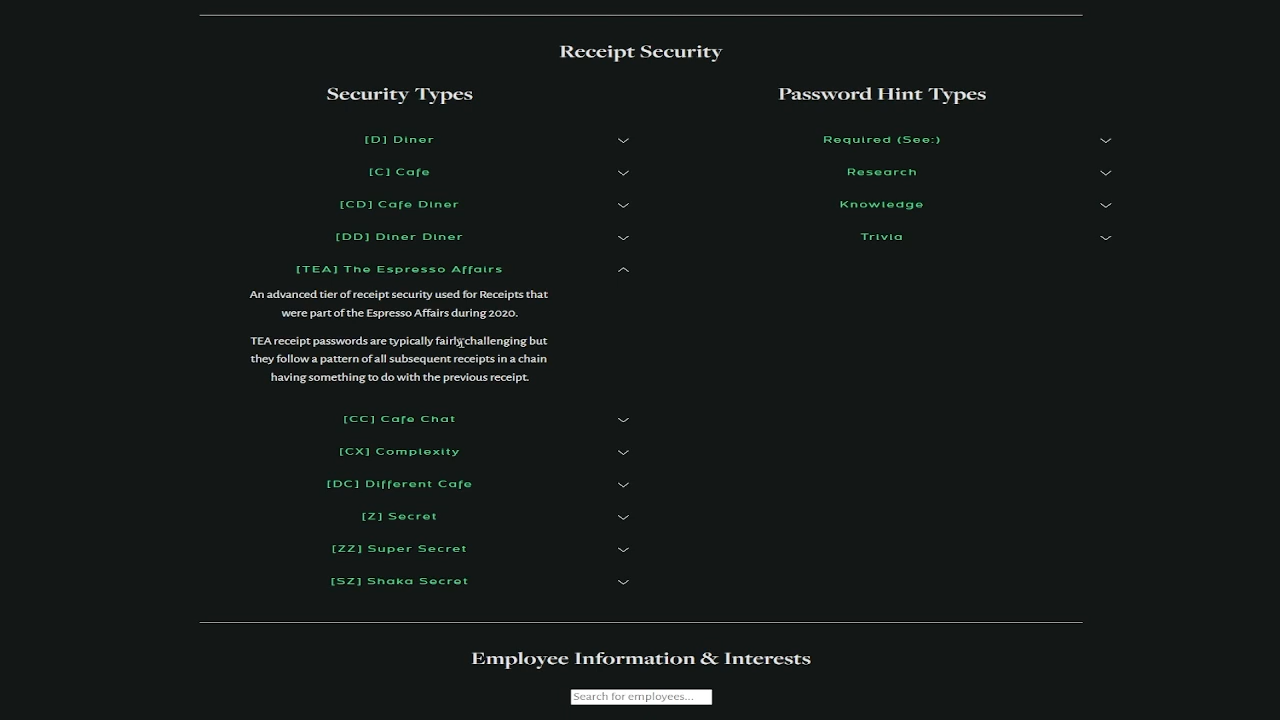 Receipt Security
Security Types
[D] Diner
[C] Cafe
[CD] Cafe Diner
[DD] Diner Diner
[TEA] The Espresso Affairs
An advanced tier of receipt security used for Receipts that
were part of the Espresso Affairs during 2020.
TEA receipt passwords are typically fairly challenging but
they follow a pattern of all subsequent receipts in a chain
having something to do with the previous receipt.
[CC] Cafe Chat
[CX] Complexity
[DC] Different Cafe
[Z] Secret
[ZZ] Super Secret
[SZ] Shaka Secret
Password Hint Types
Required (See:)
Research
Knowledge
Trivia
Employee Information & Interests
Search for employees...